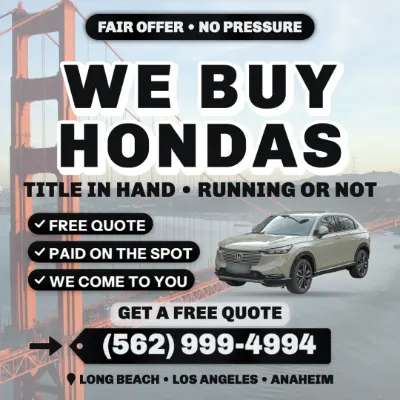 FAIR OFFER • NO PRESSURE
WE BUY
HONDAS
TITLE IN HAND • RUNNING OR NOT
FREE QUOTE
PAID ON THE SPOT
WE COME TO YOU
GET A FREE QUOTE
(562) 999-4994
LONG BEACH • LOS ANGELES • ANAHEIM